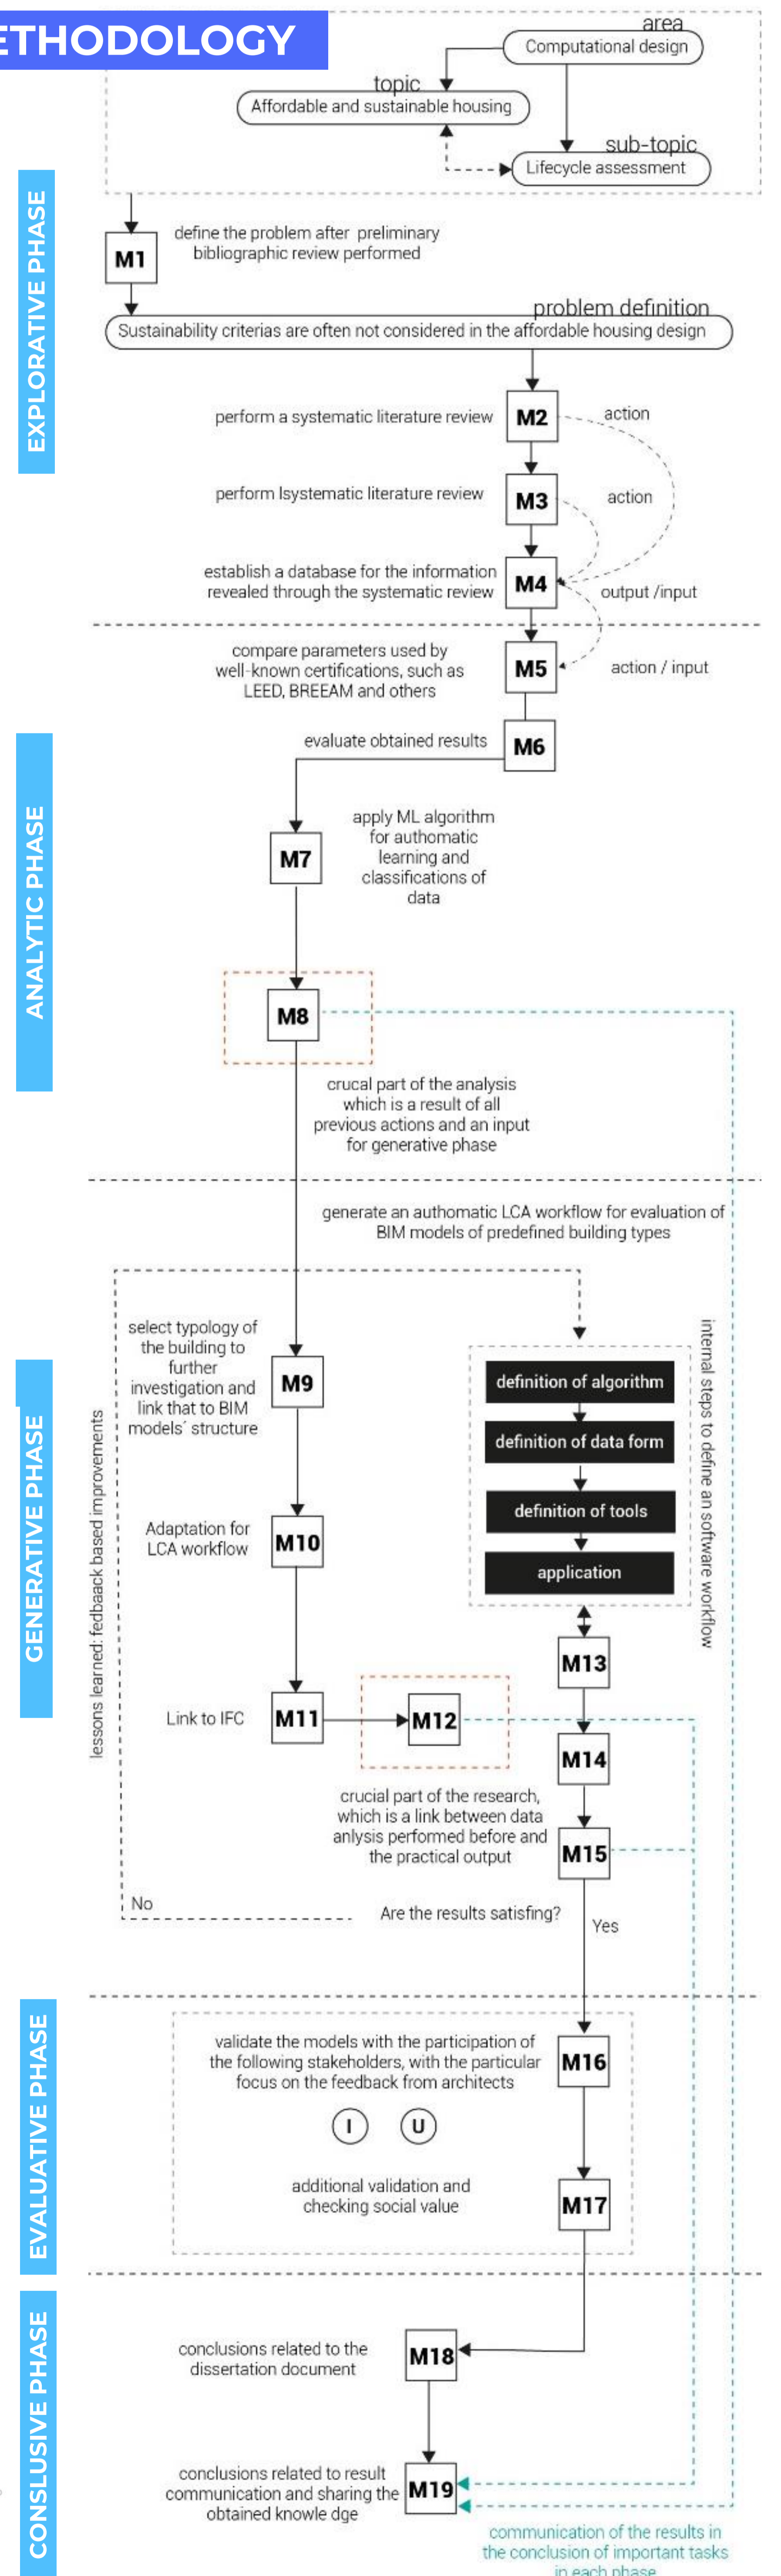 ETHODOLOGY
area
Computational design
topic
Affordable and sustainable housing
sub-topic
Lifecycle assessment
EXPLORATIVE PHASE
M1
define the problem after preliminary
bibliographic review performed
problem definition
Sustainability criterias are often not considered in the affordable housing design
perform a systematic literature review
M2
action
perform lsystematic literature review
M3
action
establish a database for the information
revealed through the systematic review
M4
output /input
compare parameters used by
well-known certifications, such as
LEED, BREEAM and others
M5
action / input
ANALYTIC PHASE
evaluate obtained results
M6
M7
apply ML algorithm
for authomatic
learning and
classifications of
data
M8
crucal part of the analysis
which is a result of all
previous actions and an input
for generative phase
generate an authomatic LCA workflow for evaluation of
BIM models of predefined building types
GENERATIVE PHASE
lessons learned: fedbaack based improvements
select typology of
the building to
further
investigation and
link that to BIM
models´ structure
M9
definition of algorithm
definition of data form
definition of tools
application
internal steps to define an software workflow
Adaptation for
LCA workflow
M10
M13
Link to IFC
M11
M12
M14
crucial part of the research,
which is a link between data
anlysis performed before and
the practical output
M15
No
Are the results satisfing?
Yes
EVALUATIVE PHASE
validate the models with the participation of
the following stakeholders, with the particular
focus on the feedback from architects
M16
I
U
additional validation and
checking social value
M17
CONSLUSIVE PHASE
conclusions related to the
dissertation document
M18
conclusions related to result
communication and sharing the
obtained knowle dge
M19
communication of the results in
the conclusion of important tasks
in each phase